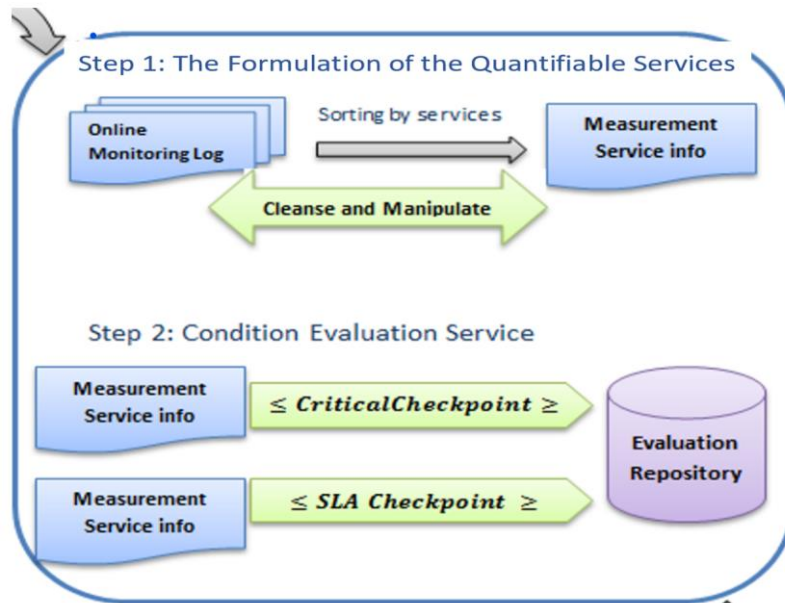 Step 1: The Formulation of the Quantifiable Services
Online
Monitoring Log
Sorting by services
Measurement
Service info
Cleanse and Manipulate
Step 2: Condition Evaluation Service
Measurement
Service info
≤ CriticalCheckpoint ≥
Evaluation
Repository
Measurement
Service info
≤ SLA Checkpoint ≥